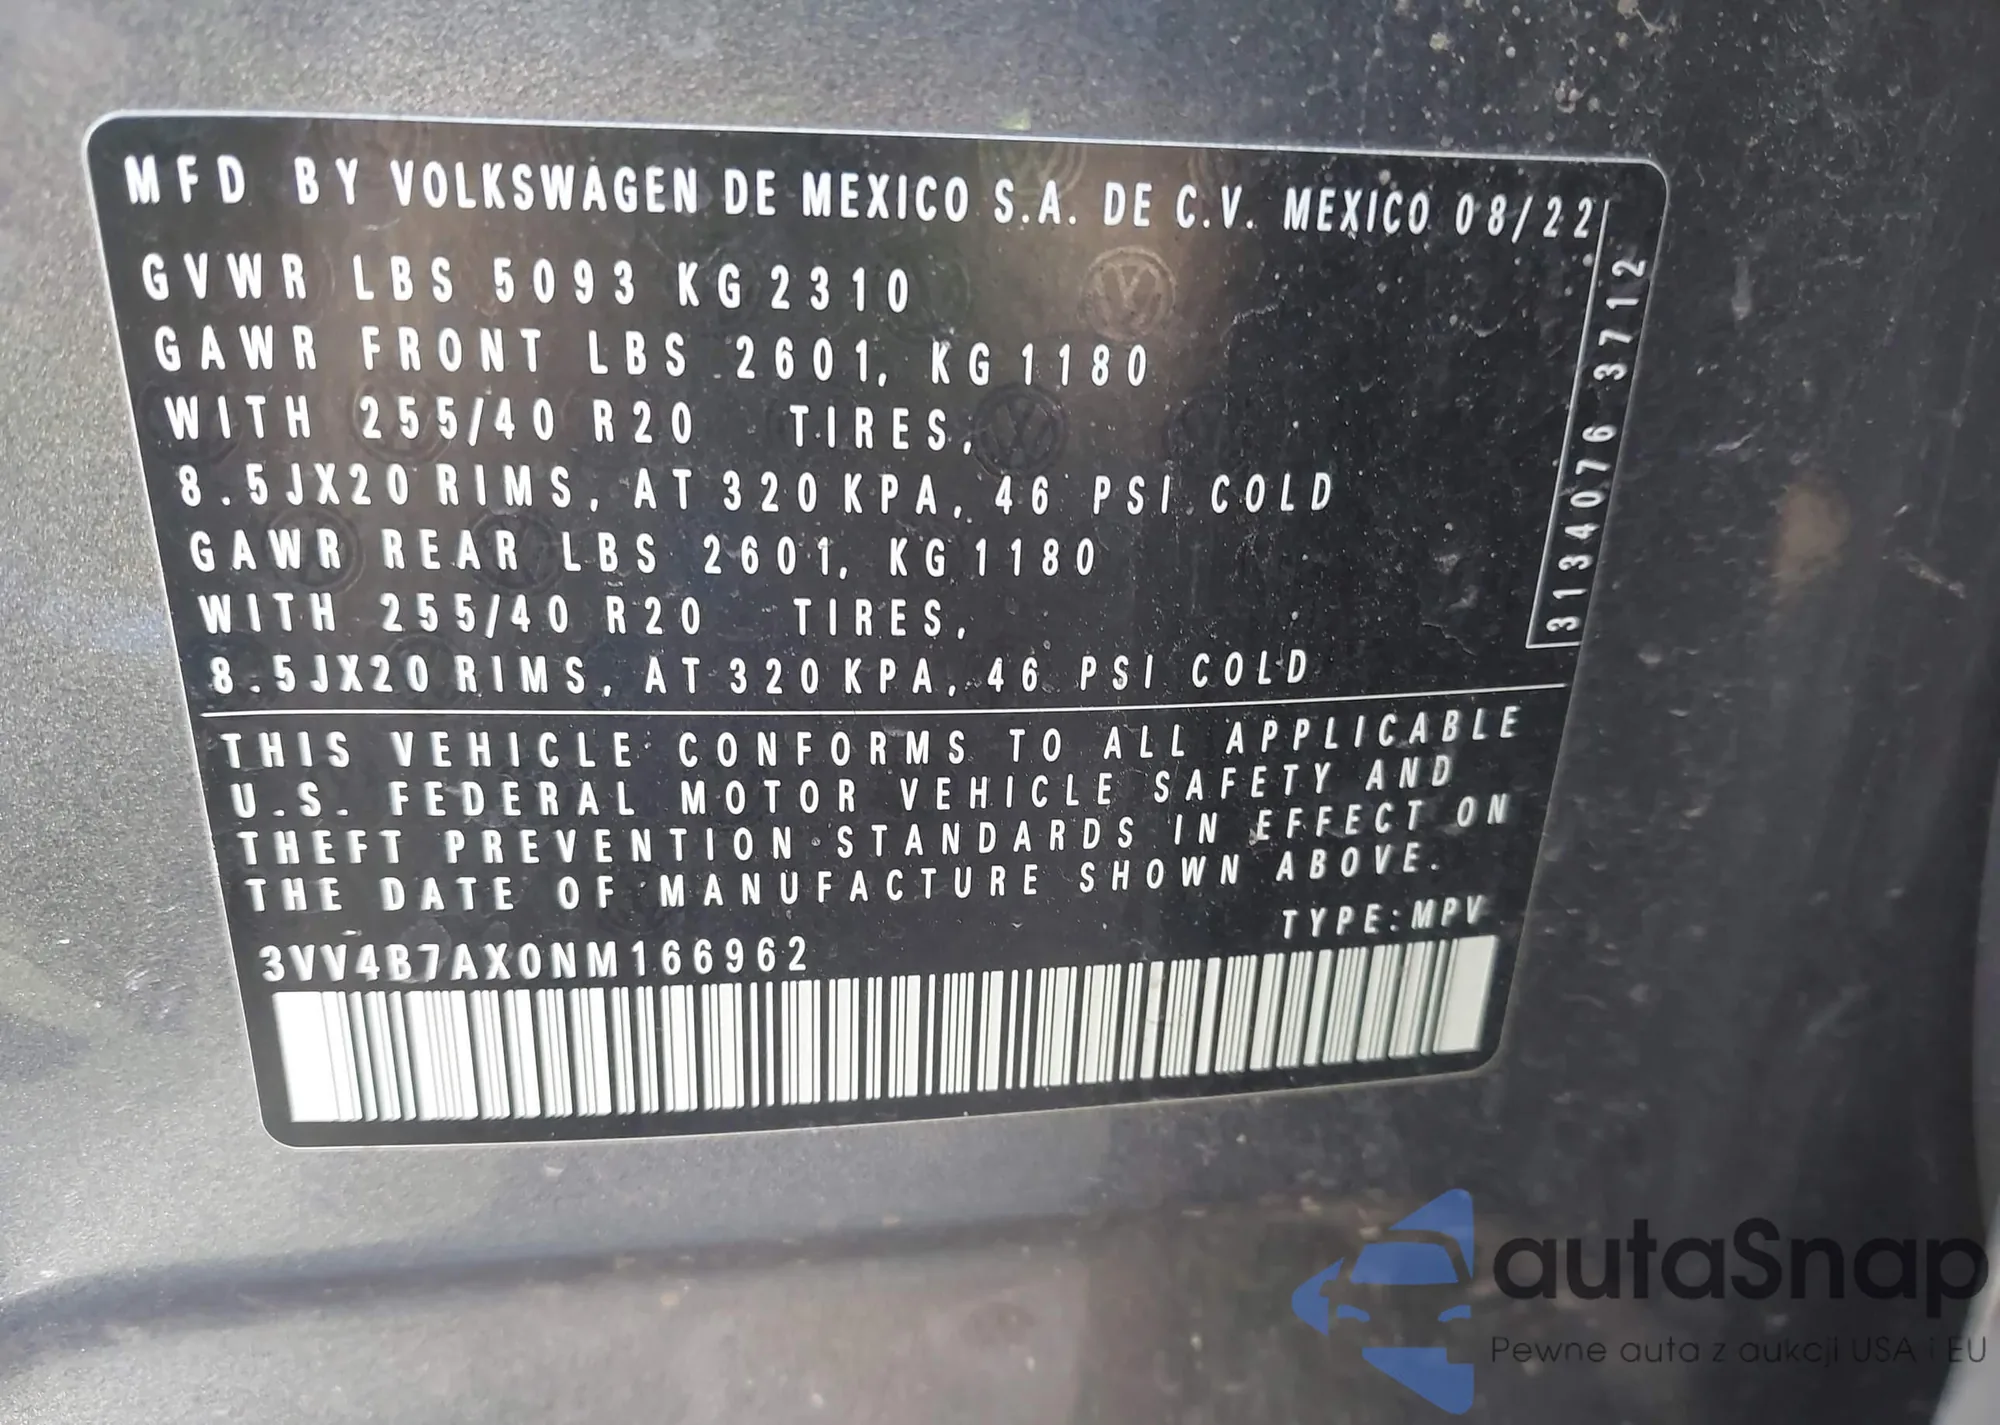 MFD BY VOLKSWAGEN DE MEXICO S.A. DE C.V. MEXICO 08/22
GVWR LBS 5093 KG 2310
GAWR FRONT LBS 2601, KG 1180
WITH 255/40 R20 TIRES,
8.5JX20 RIMS, AT 320 KPA, 46 PSI COLD
GAWR REAR LBS 2601, KG 1180
WITH 255/40 R20 TIRES,
8.5JX20 RIMS, AT 320 KPA, 46 PSI COLD
3134076 3712
THIS VEHICLE CONFORMS TO ALL APPLICABLE
U.S. FEDERAL MOTOR VEHICLE SAFETY AND
THEFT PREVENTION STANDARDS IN EFFECT ON
THE DATE OF MANUFACTURE SHOWN ABOVE.
TYPE: MPV
3VV4B7AX0NM166962
autaSnap
Pewne auta z aukcji USA i EU